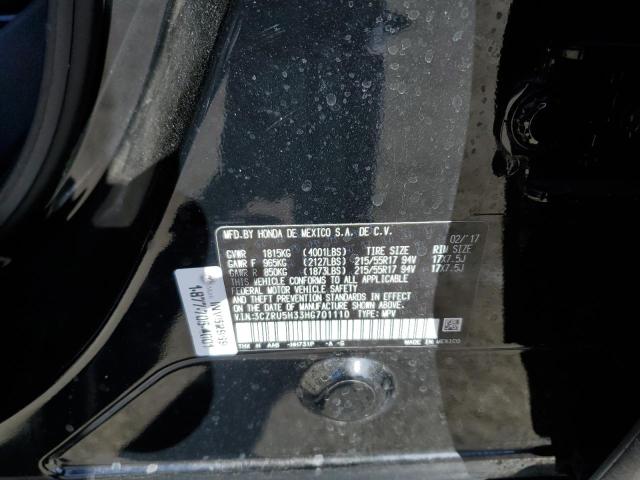 MFD.BY HONDA DE MEXICO S.A. DE C.V. 02/'17
GVWR 1815KG (4001LBS) TIRE SIZE RIM SIZE
GAWR F 965KG (2127LBS) 215/55R17 94V 17X7.5J
GAWR R 850KG (1873LBS) 215/55R17 94V 17X7.5J
THIS VEHICLE CONFORMS TO ALL APPLICABLE
FEDERAL MOTOR VEHICLE SAFETY, BUMPER,
AND THEFT PREVENTION STANDARDS IN EFFECT
ON THE DATE OF MANUFACTURE SHOWN ABOVE.
V.I.N:3CZRU5H33HG701110 TYPE: MPV
MADE IN MEXICO